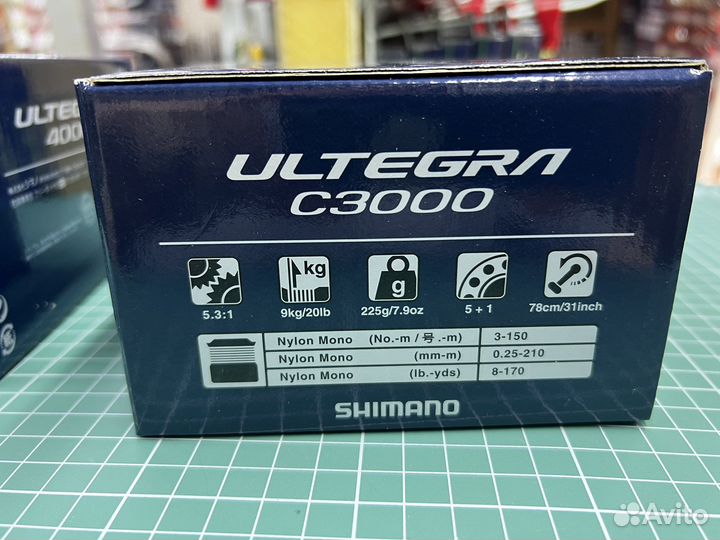 ULTEGRA
C3000
kg
g
5.3:1
9kg/20lb
225g/7.9oz
5 + 1
78cm/31inch
Nylon Mono (No.-m / 号.-m) 3-150
Nylon Mono (mm-m) 0.25-210
Nylon Mono (lb.-yds) 8-170
SHIMANO
400
Avito